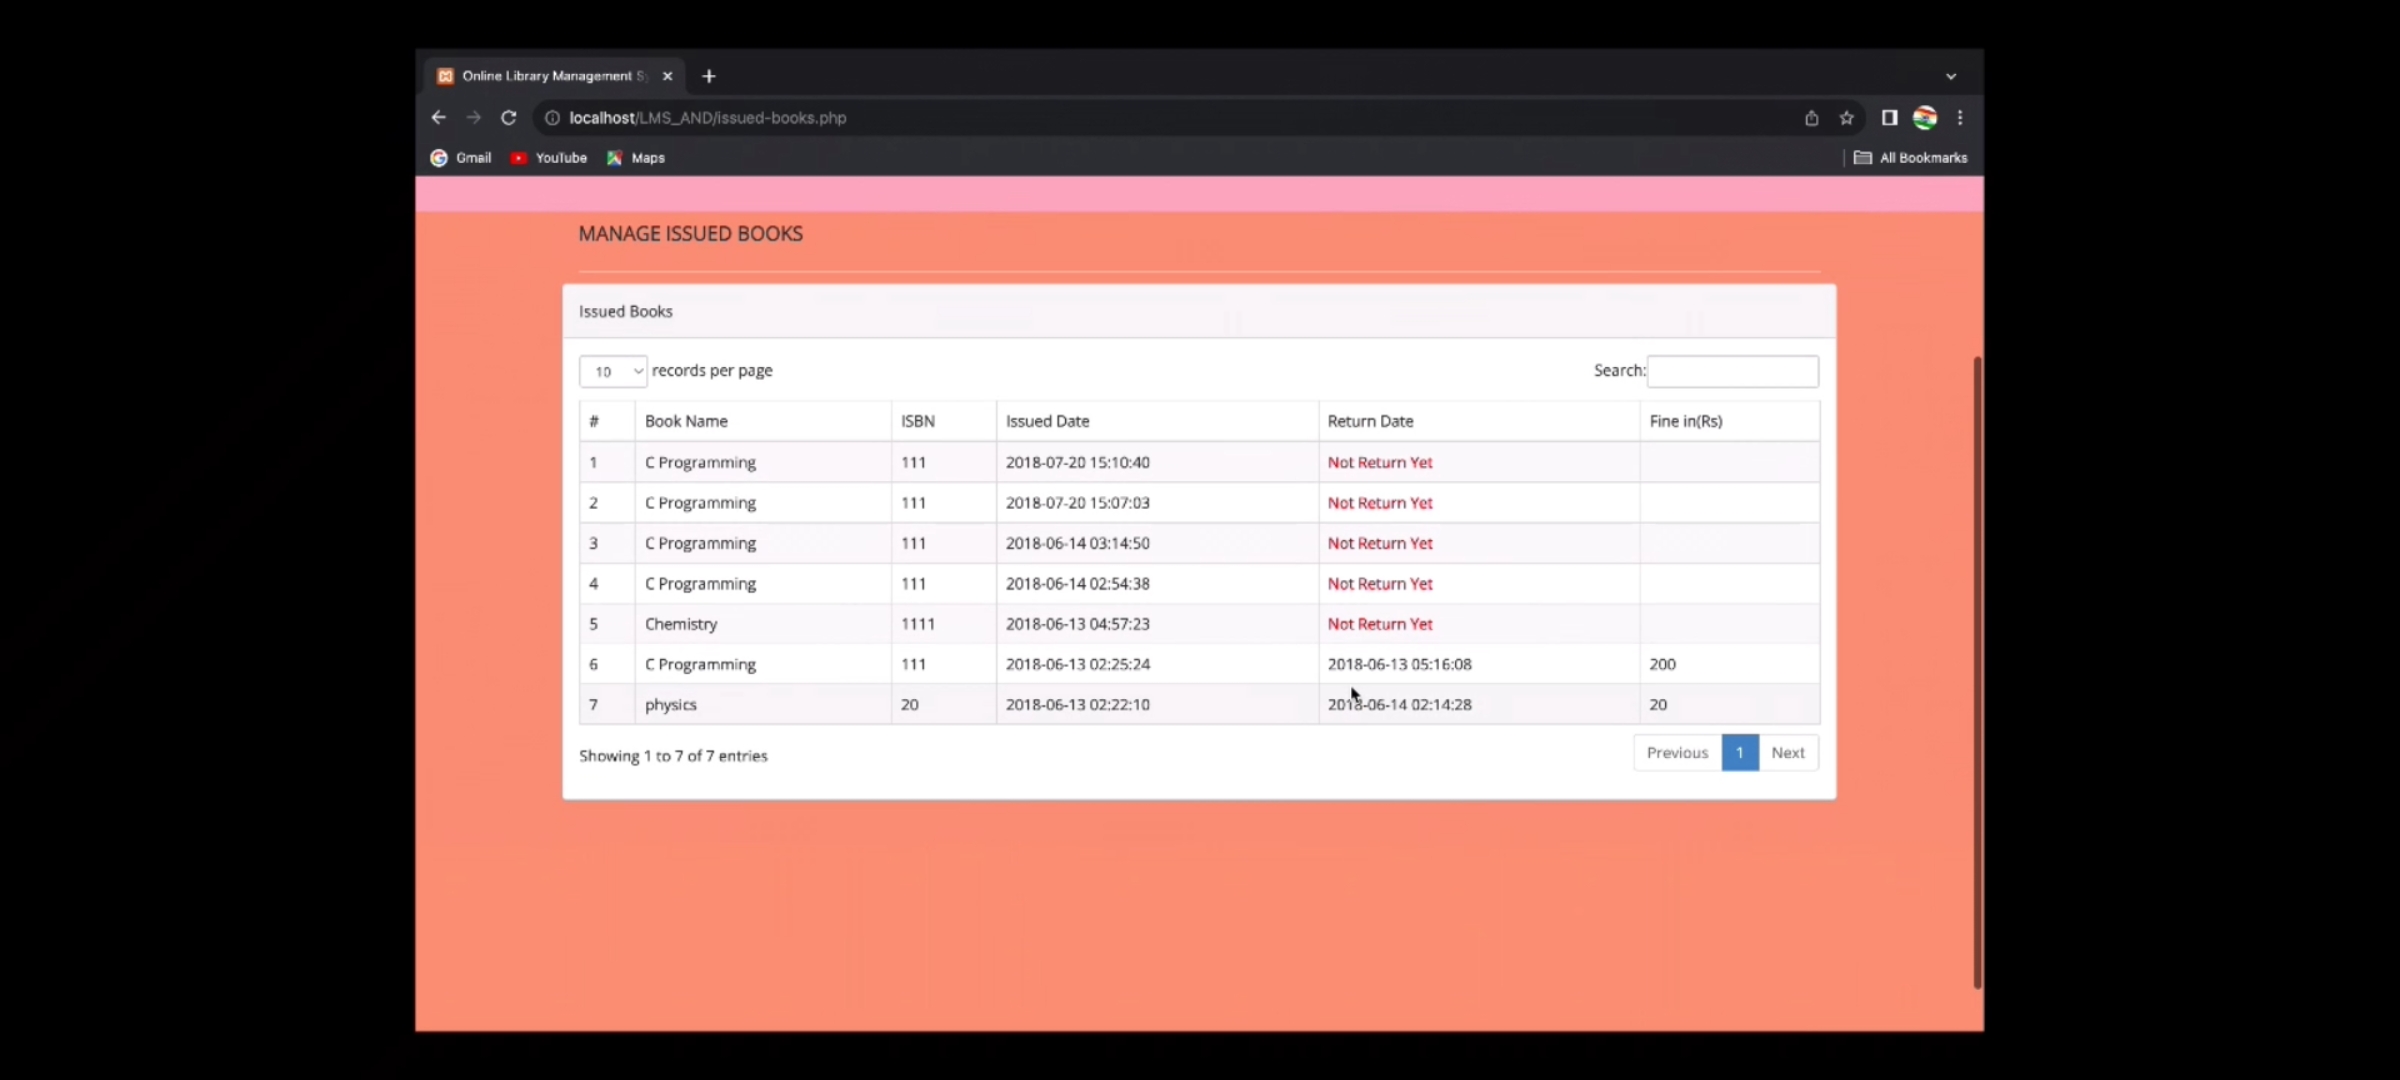 Online Library Management S
localhost/LMS_AND/issued-books.php
Gmail YouTube Maps All Bookmarks
MANAGE ISSUED BOOKS
Issued Books
10 records per page Search:
# Book Name ISBN Issued Date Return Date Fine in(Rs)
1 C Programming 111 2018-07-20 15:10:40 Not Return Yet
2 C Programming 111 2018-07-20 15:07:03 Not Return Yet
3 C Programming 111 2018-06-14 03:14:50 Not Return Yet
4 C Programming 111 2018-06-14 02:54:38 Not Return Yet
5 Chemistry 1111 2018-06-13 04:57:23 Not Return Yet
6 C Programming 111 2018-06-13 02:25:24 2018-06-13 05:16:08 200
7 physics 20 2018-06-13 02:22:10 2018-06-14 02:14:28 20
Showing 1 to 7 of 7 entries Previous 1 Next